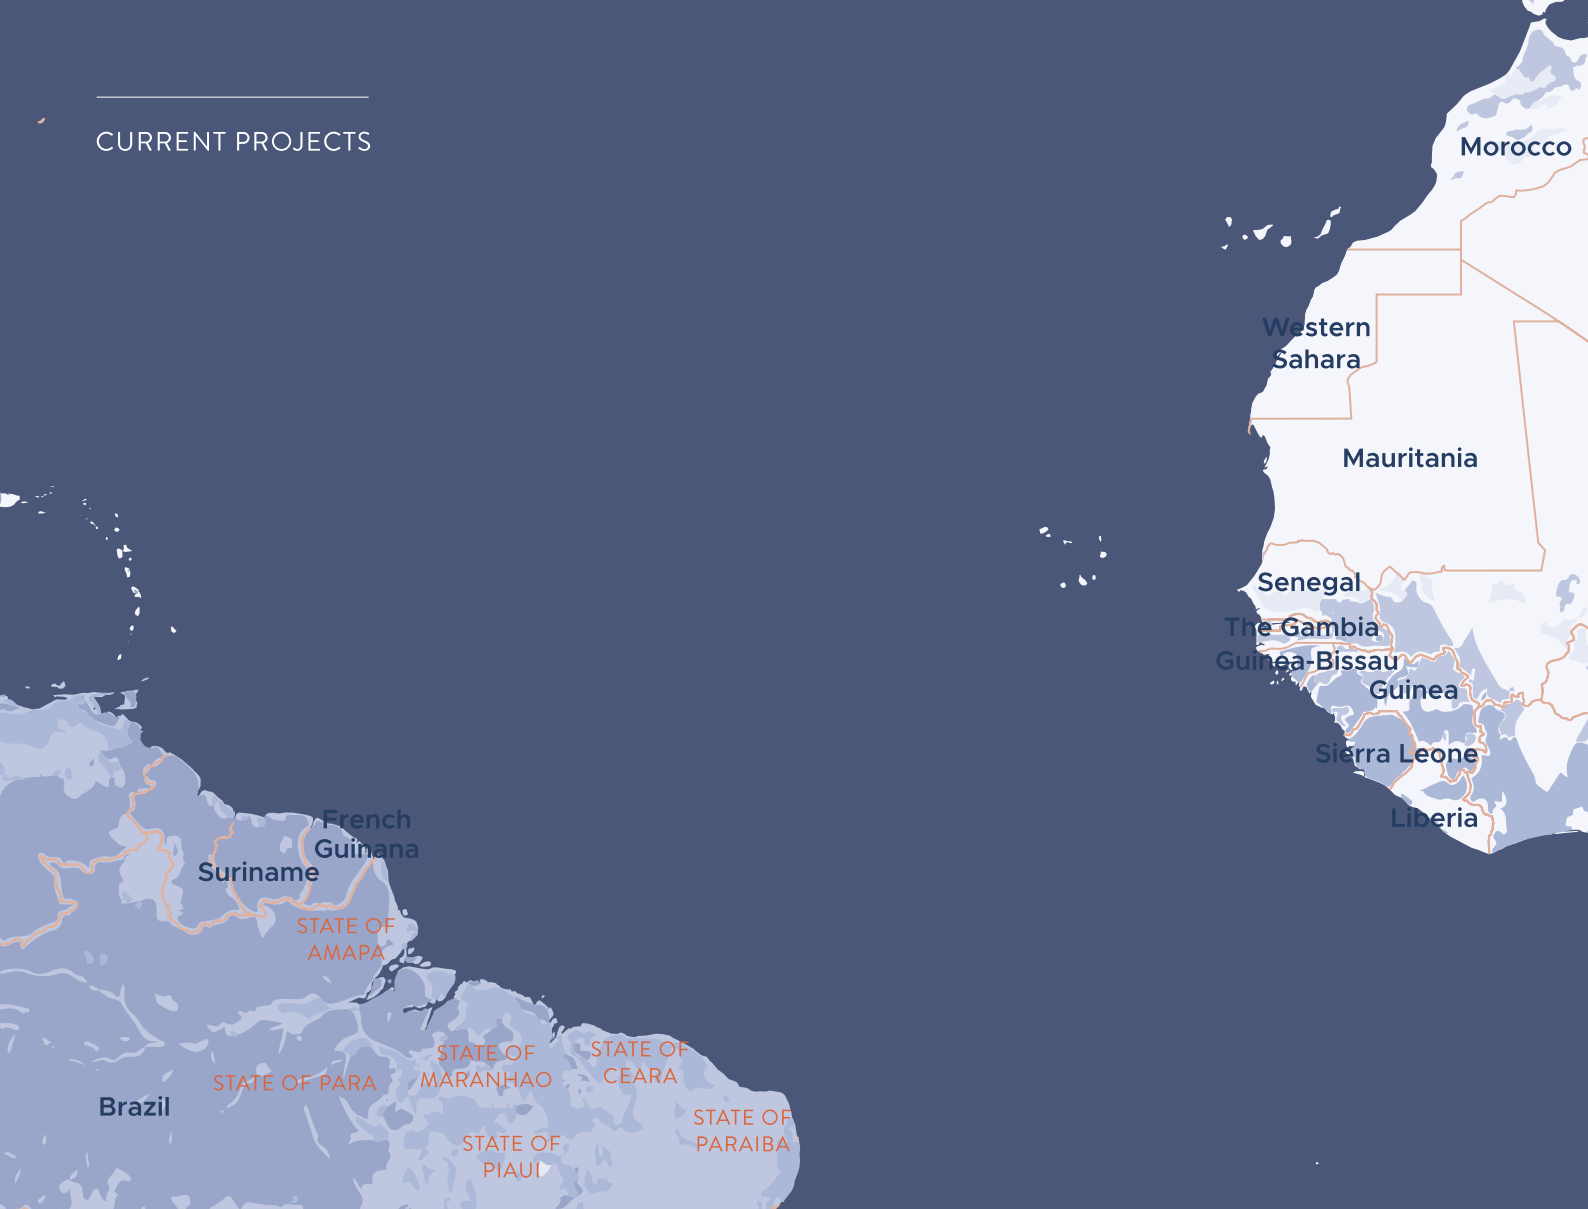 CURRENT PROJECTS
Morocco
Western
Sahara
Mauritania
Senegal
The Gambia
Guinea-Bissau
Guinea
Sierra Leone
Liberia
French
Guinana
Suriname
STATE OF
AMAPA
STATE OF
MARANHAO
STATE OF
CEARA
STATE OF PARA
Brazil
STATE OF
PARAIBA
STATE OF
PIAUI